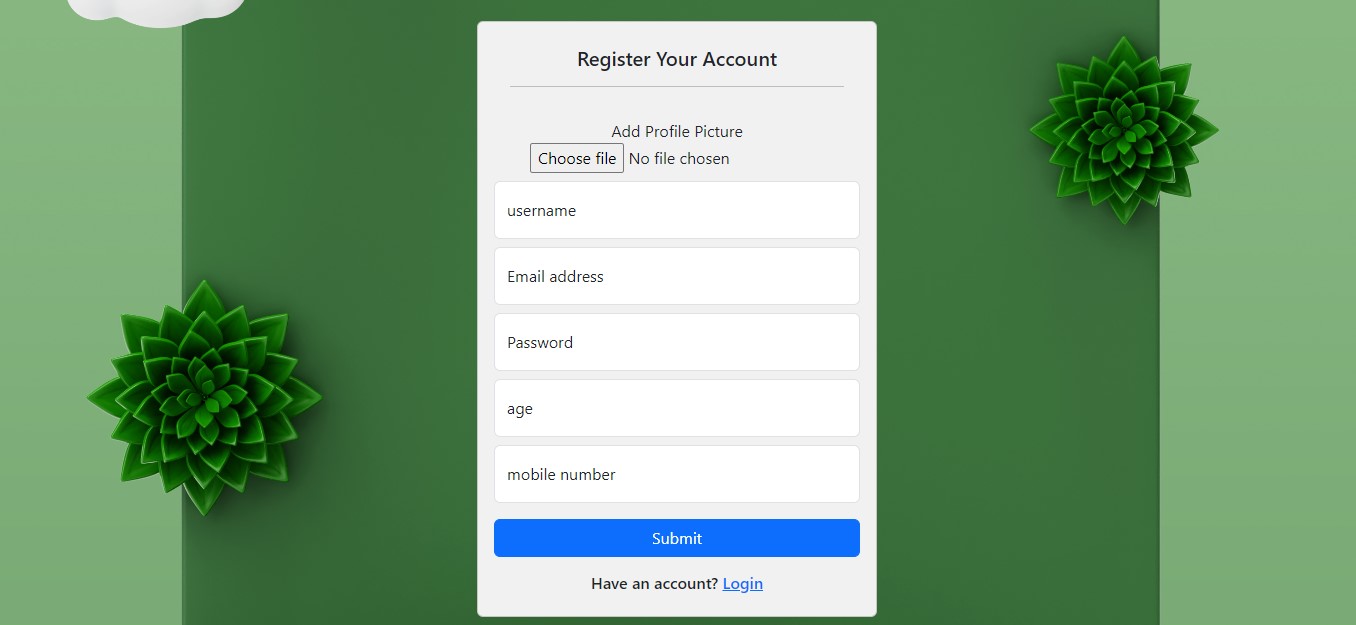 Register Your Account
Add Profile Picture
Choose file No file chosen
username
Email address
Password
age
mobile number
Submit
Have an account? Login